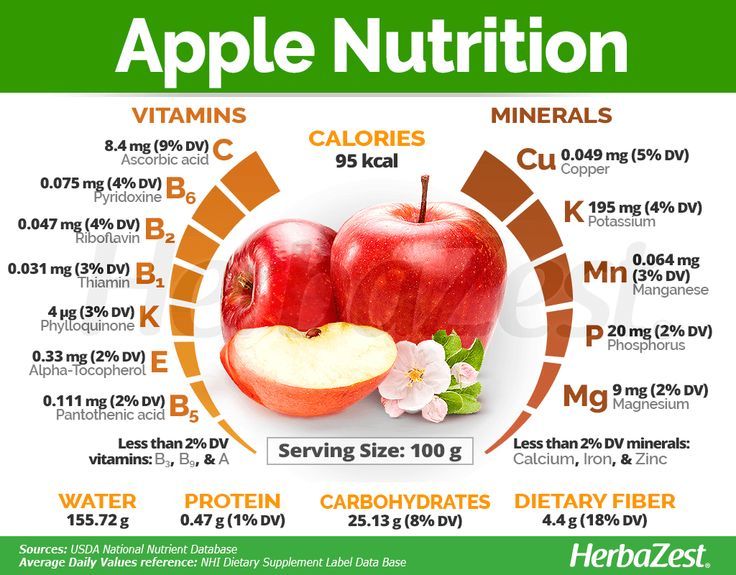 Apple Nutrition
VITAMINS
8.4 mg (9% DV)
Ascorbic acid
C
0.075 mg (4% DV)
Pyridoxine
B6
0.047 mg (4% DV)
Riboflavin
B2
0.031 mg (3% DV)
Thiamin
B1
4 µg (3% DV)
Phylloquinone
K
0.33 mg (2% DV)
Alpha-Tocopherol
E
0.111 mg (2% DV)
Pantothenic acid
B5
Less than 2% DV
vitamins: B3, B9, & A
CALORIES
95 kcal
HerbaZest
Serving Size: 100 g
MINERALS
Cu
0.049 mg (5% DV)
Copper
K
195 mg (4% DV)
Potassium
Mn
0.064 mg
(3% DV)
Manganese
P
20 mg (2% DV)
Phosphorus
Mg
9 mg (2% DV)
Magnesium
Less than 2% DV minerals:
Calcium, Iron, & Zinc
WATER
155.72 g
PROTEIN
0.47 g (1% DV)
CARBOHYDRATES
25.13 g (8% DV)
DIETARY FIBER
4.4 g (18% DV)
Sources: USDA National Nutrient Database
Average Daily Values reference: NHI Dietary Supplement Label Data Base
HerbaZest